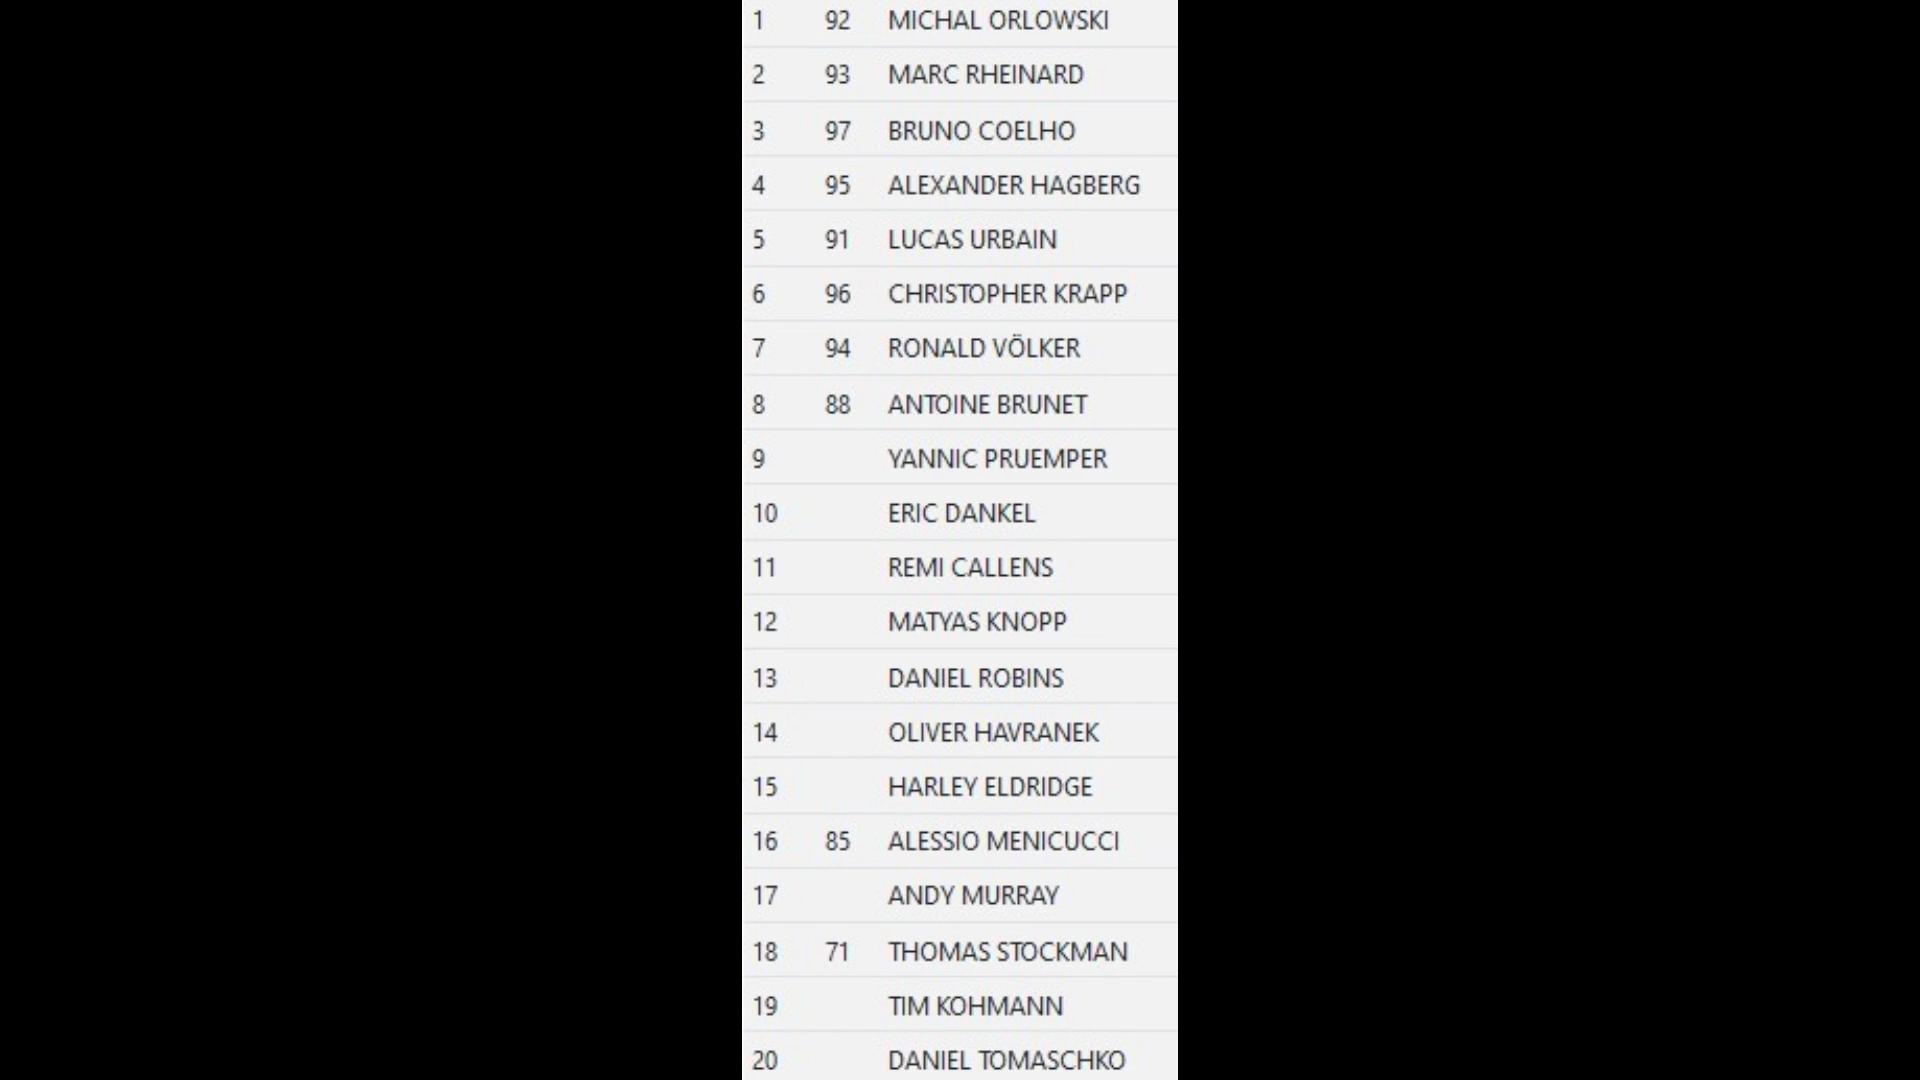 1 92 MICHAL ORLOWSKI
2 93 MARC RHEINARD
3 97 BRUNO COELHO
4 95 ALEXANDER HAGBERG
5 91 LUCAS URBAIN
6 96 CHRISTOPHER KRAPP
7 94 RONALD VÖLKER
8 88 ANTOINE BRUNET
9 YANNIC PRUEMPER
10 ERIC DANKEL
11 REMI CALLENS
12 MATYAS KNOPP
13 DANIEL ROBINS
14 OLIVER HAVRANEK
15 HARLEY ELDRIDGE
16 85 ALESSIO MENICUCCI
17 ANDY MURRAY
18 71 THOMAS STOCKMAN
19 TIM KOHMANN
20 DANIEL TOMASCHKO